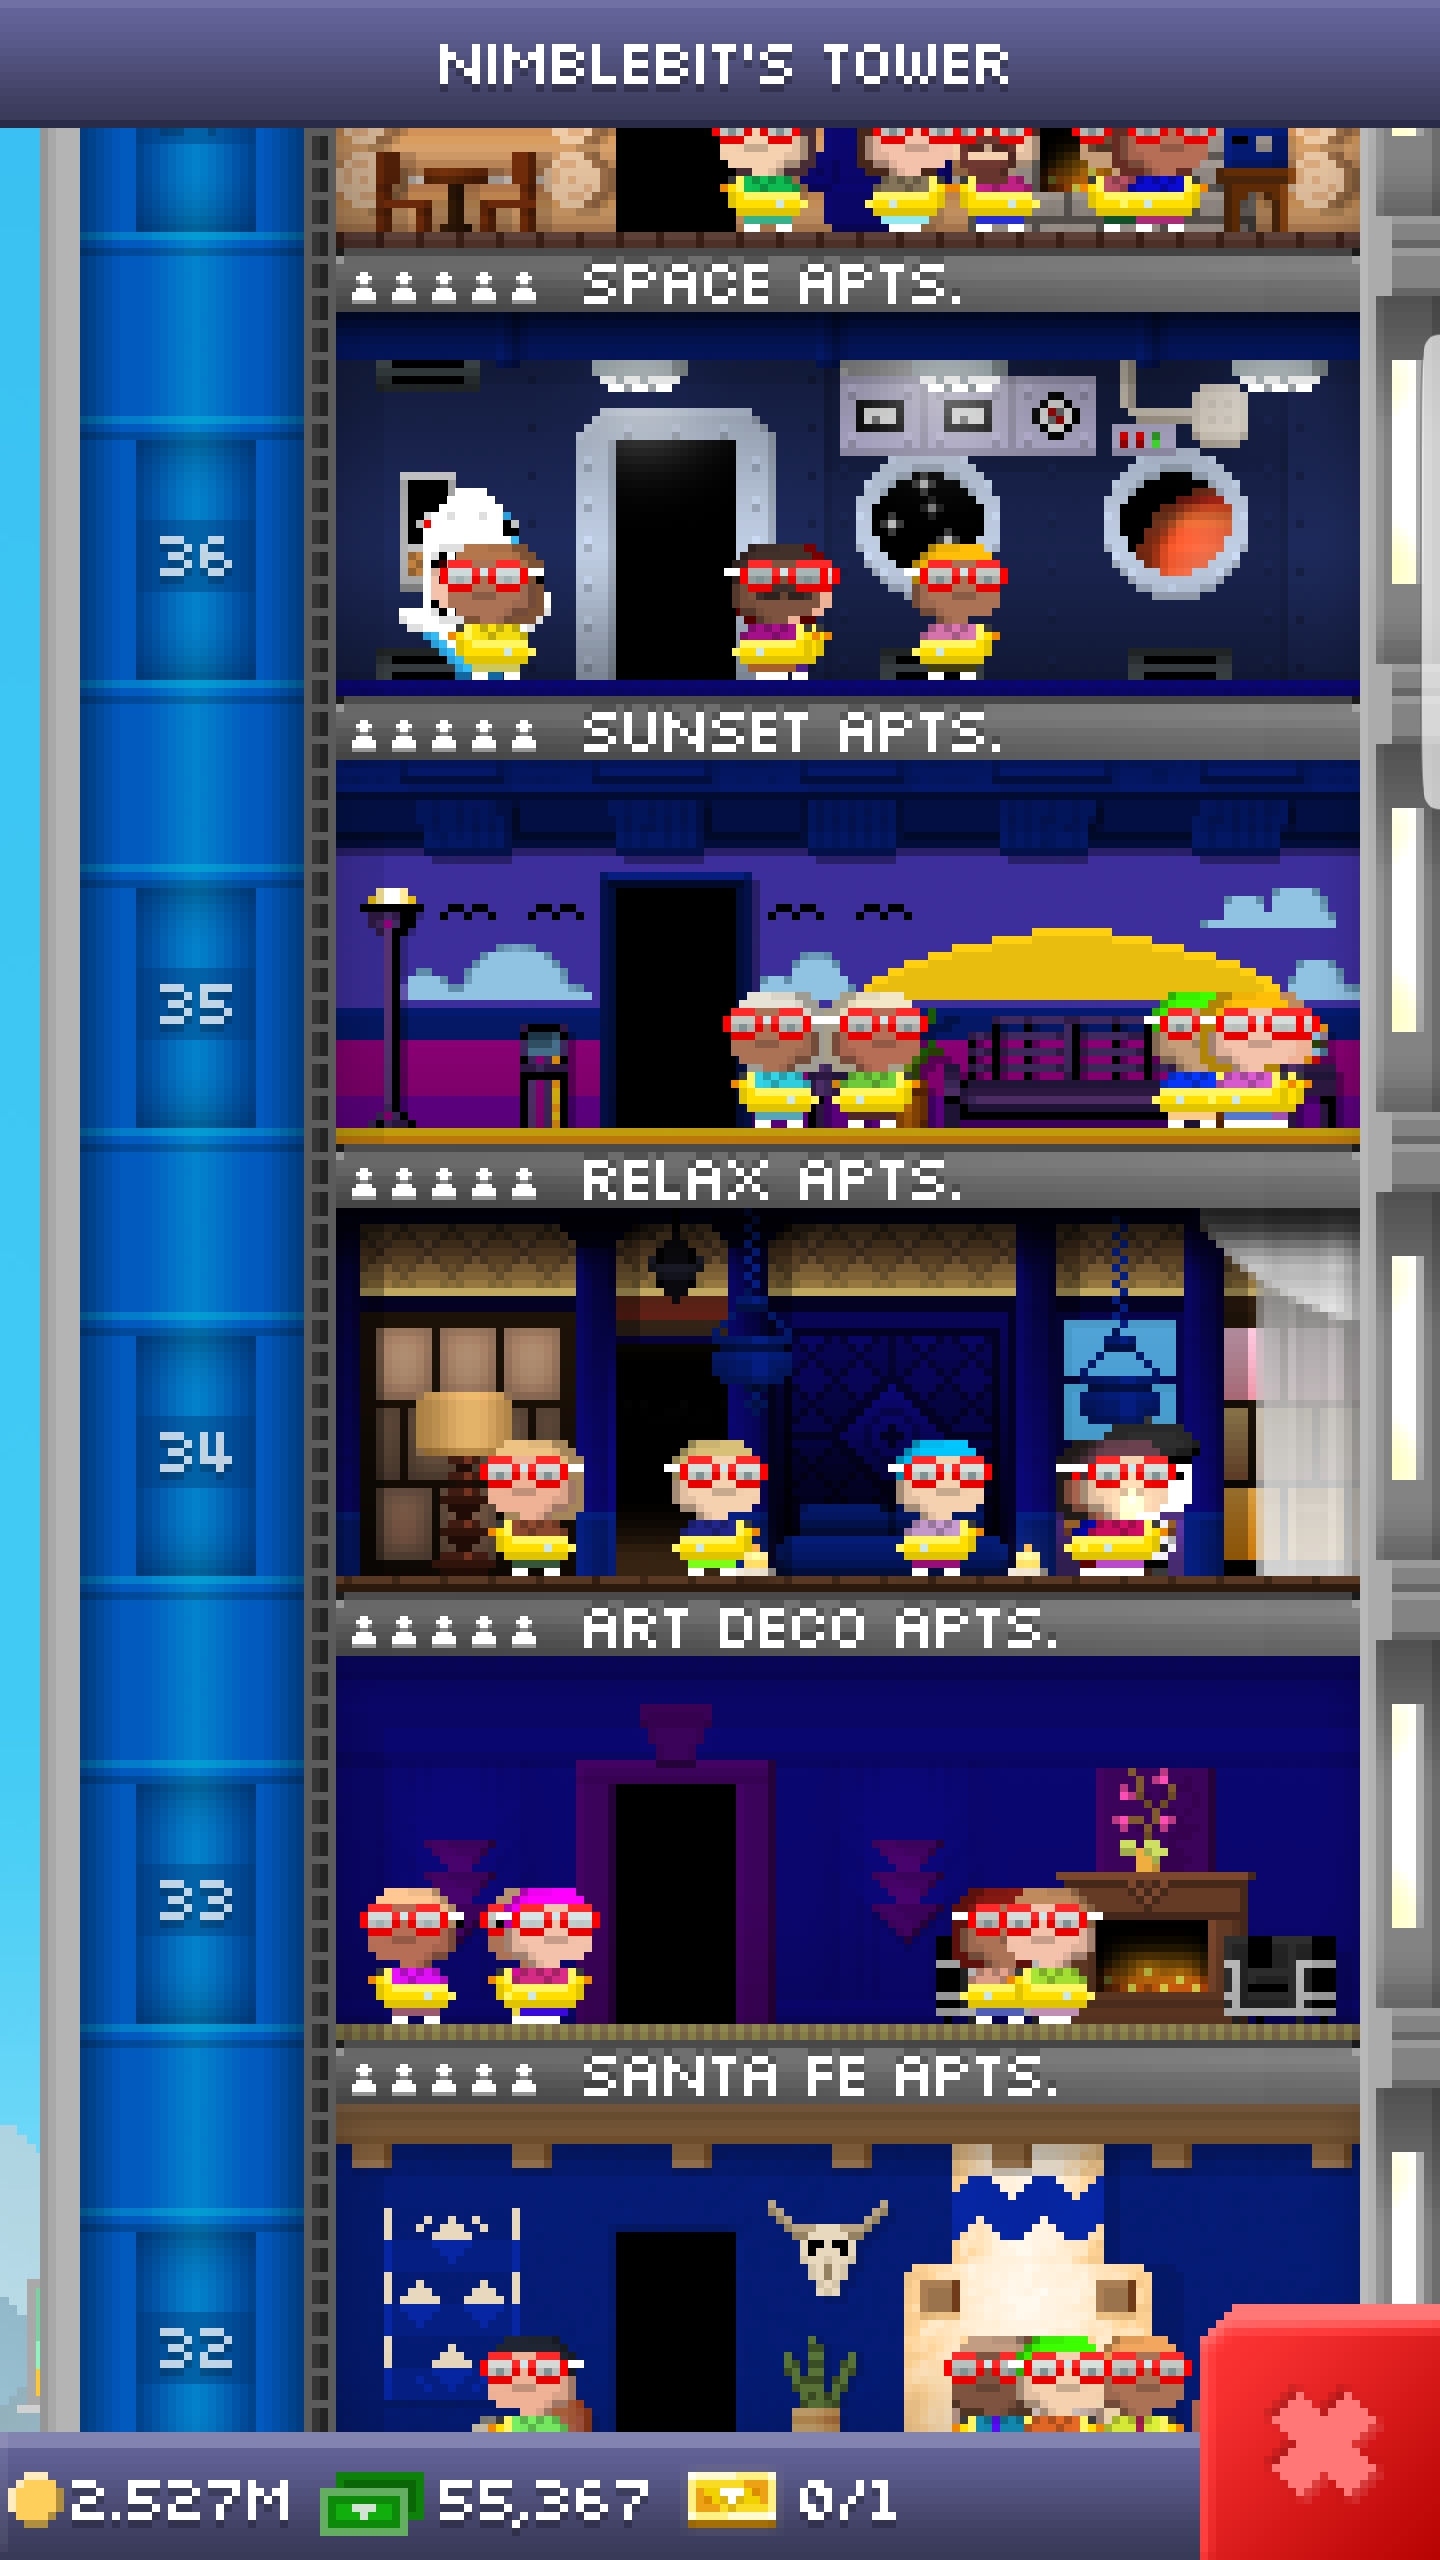 NIMBLEBIT'S TOWER
SPACE APTS.
36
SUNSET APTS.
35
RELAX APTS.
34
ART DECO APTS.
33
SANTA FE APTS.
32
2.527M 55,367 0/1